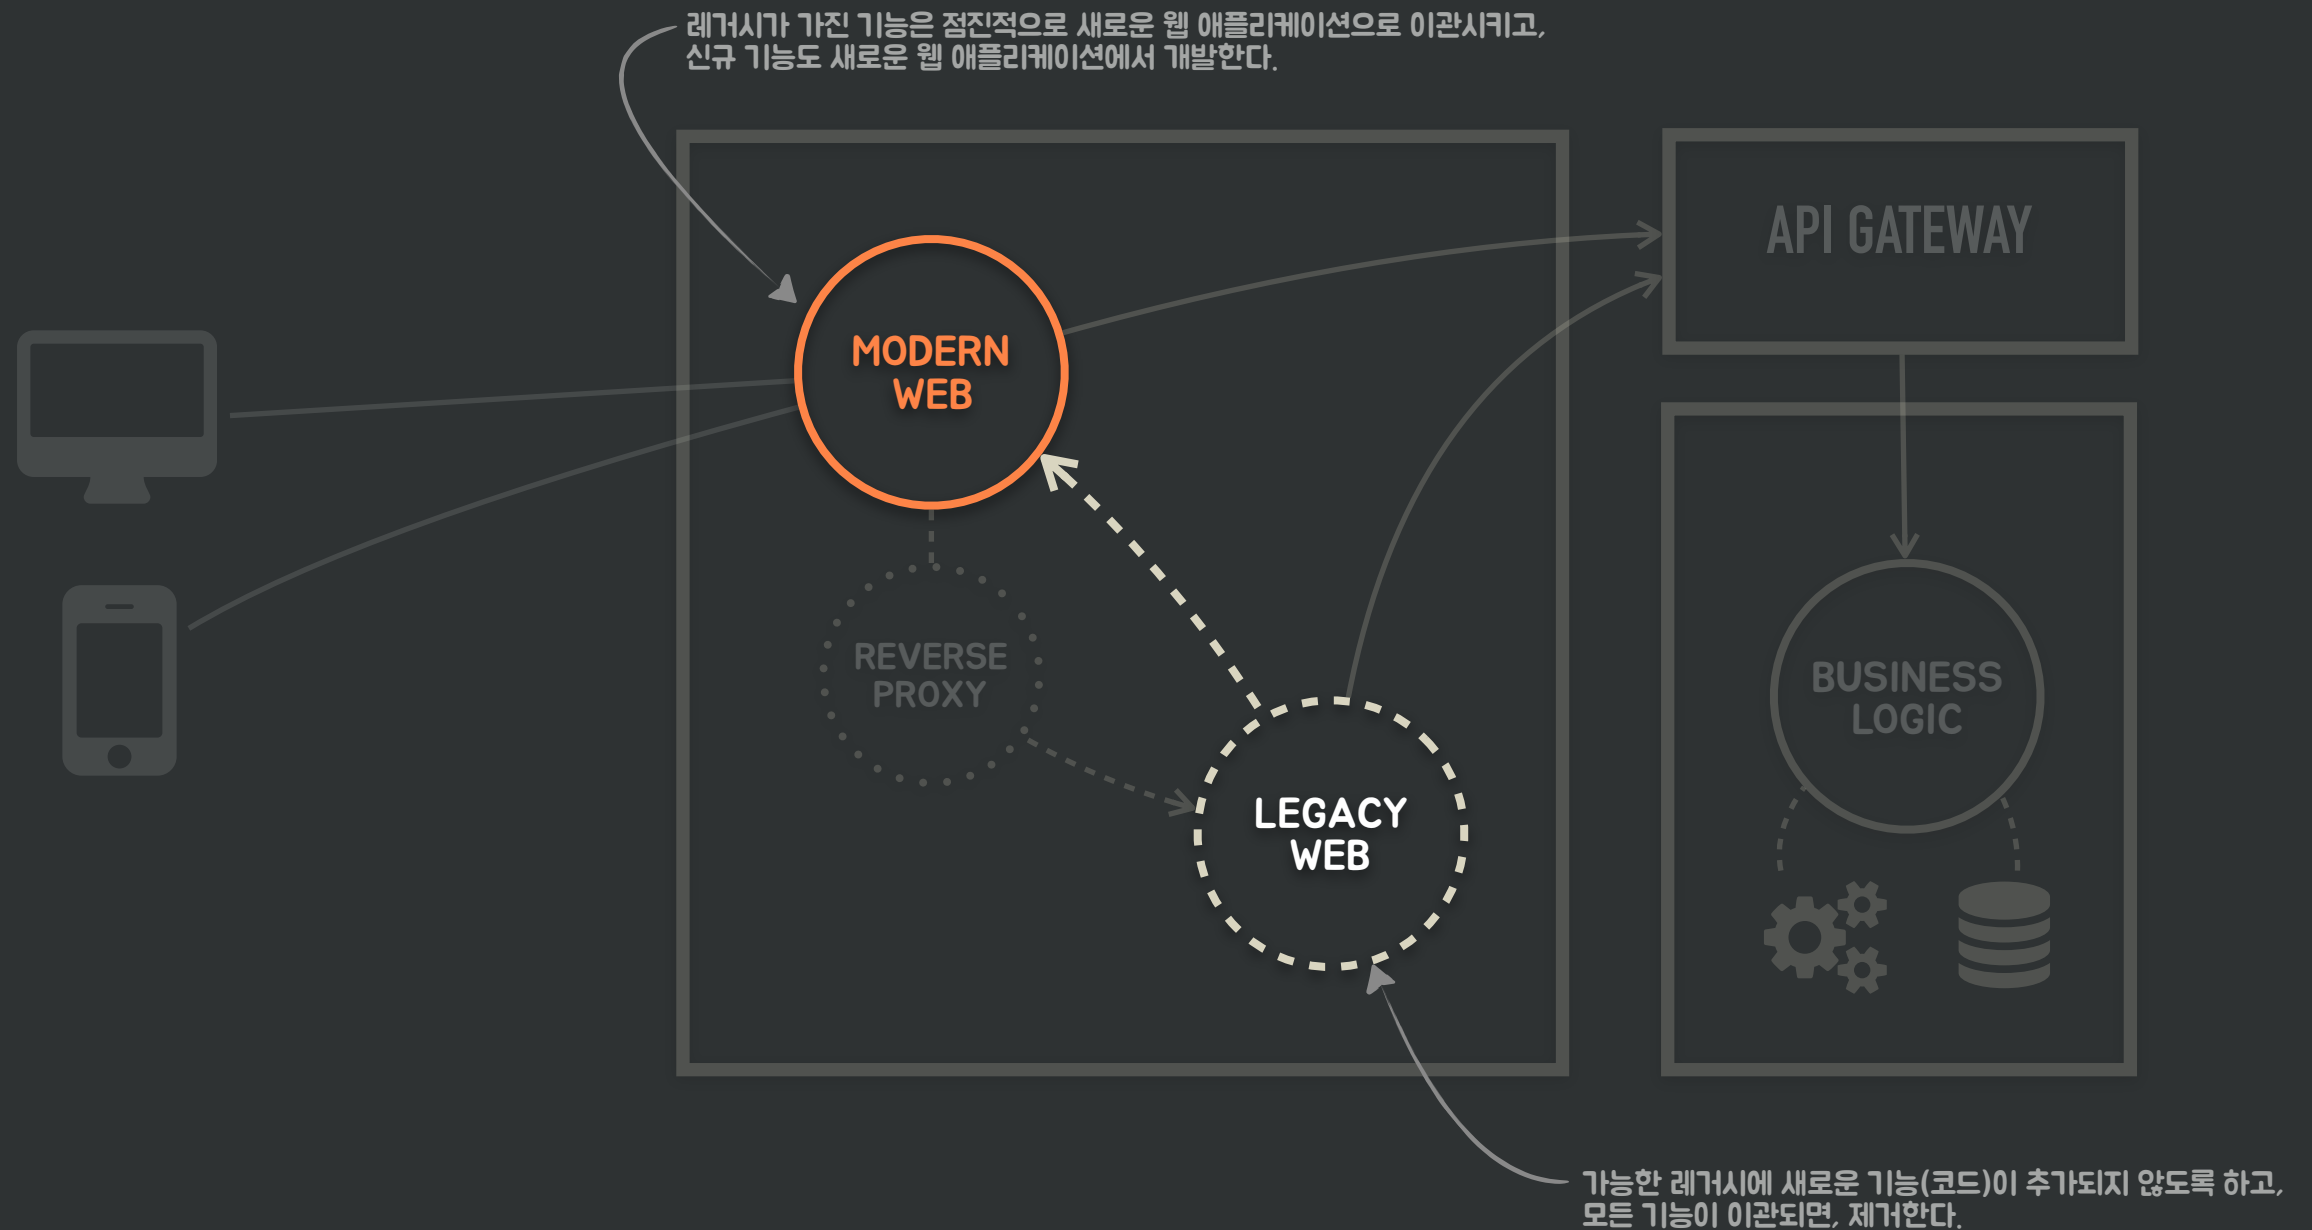 레거시가 가진 기능은 점진적으로 새로운 웹 애플리케이션으로 이관시키고,
신규 기능도 새로운 웹 애플리케이션에서 개발한다.
API GATEWAY
MODERN
WEB
REVERSE
PROXY
BUSINESS
LOGIC
LEGACY
WEB
가능한 레거시에 새로운 기능(코드)이 추가되지 않도록 하고,
모든 기능이 이관되면, 제거한다.